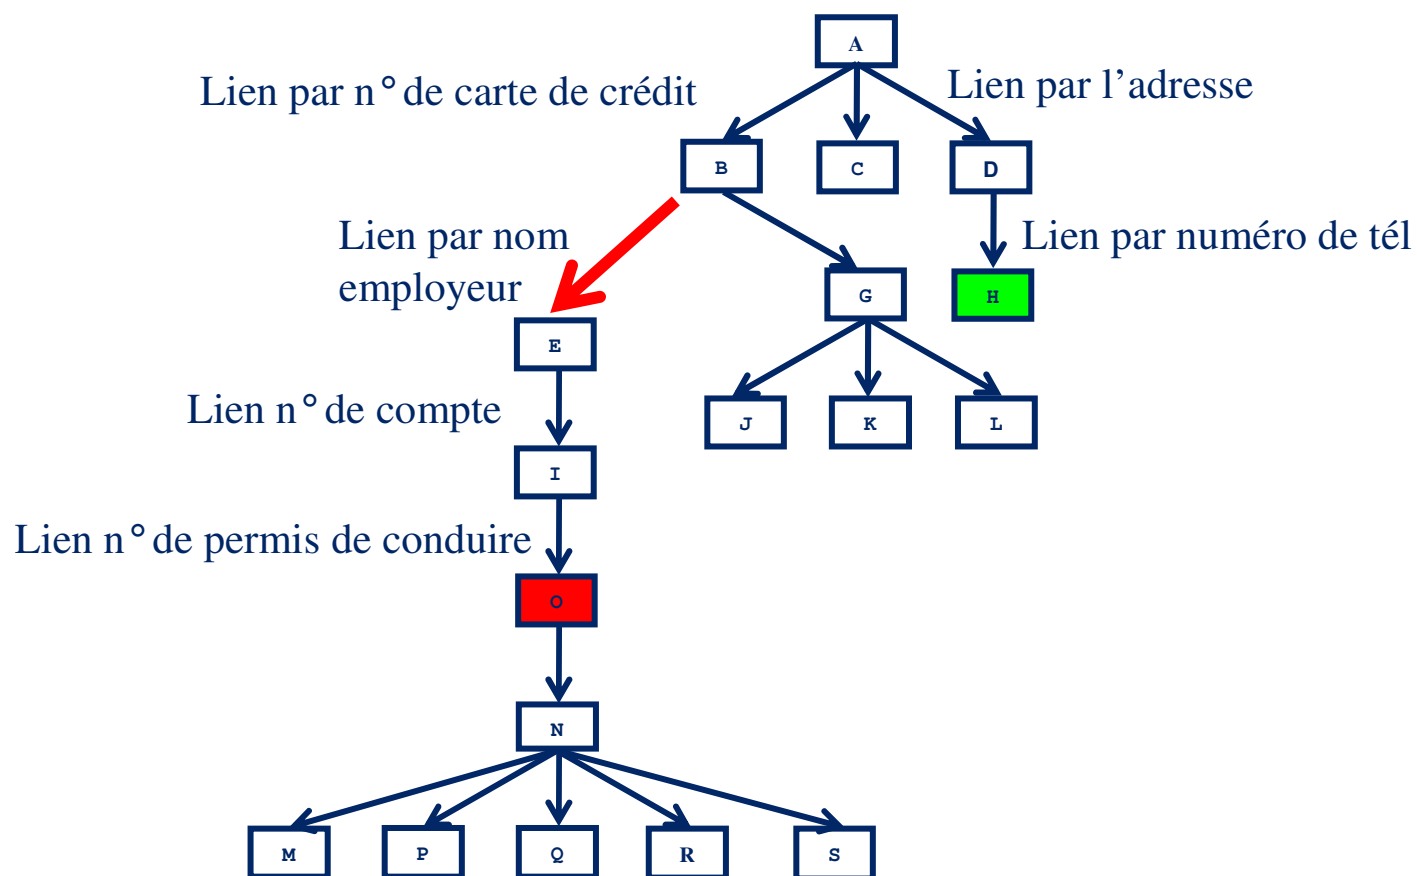 A
Lien par n° de carte de crédit
Lien par l’adresse
B
C
D
Lien par nom
employeur
Lien par numéro de tél
G
H
E
Lien n° de compte
J
K
L
I
Lien n° de permis de conduire
O
N
M
P
Q
R
S